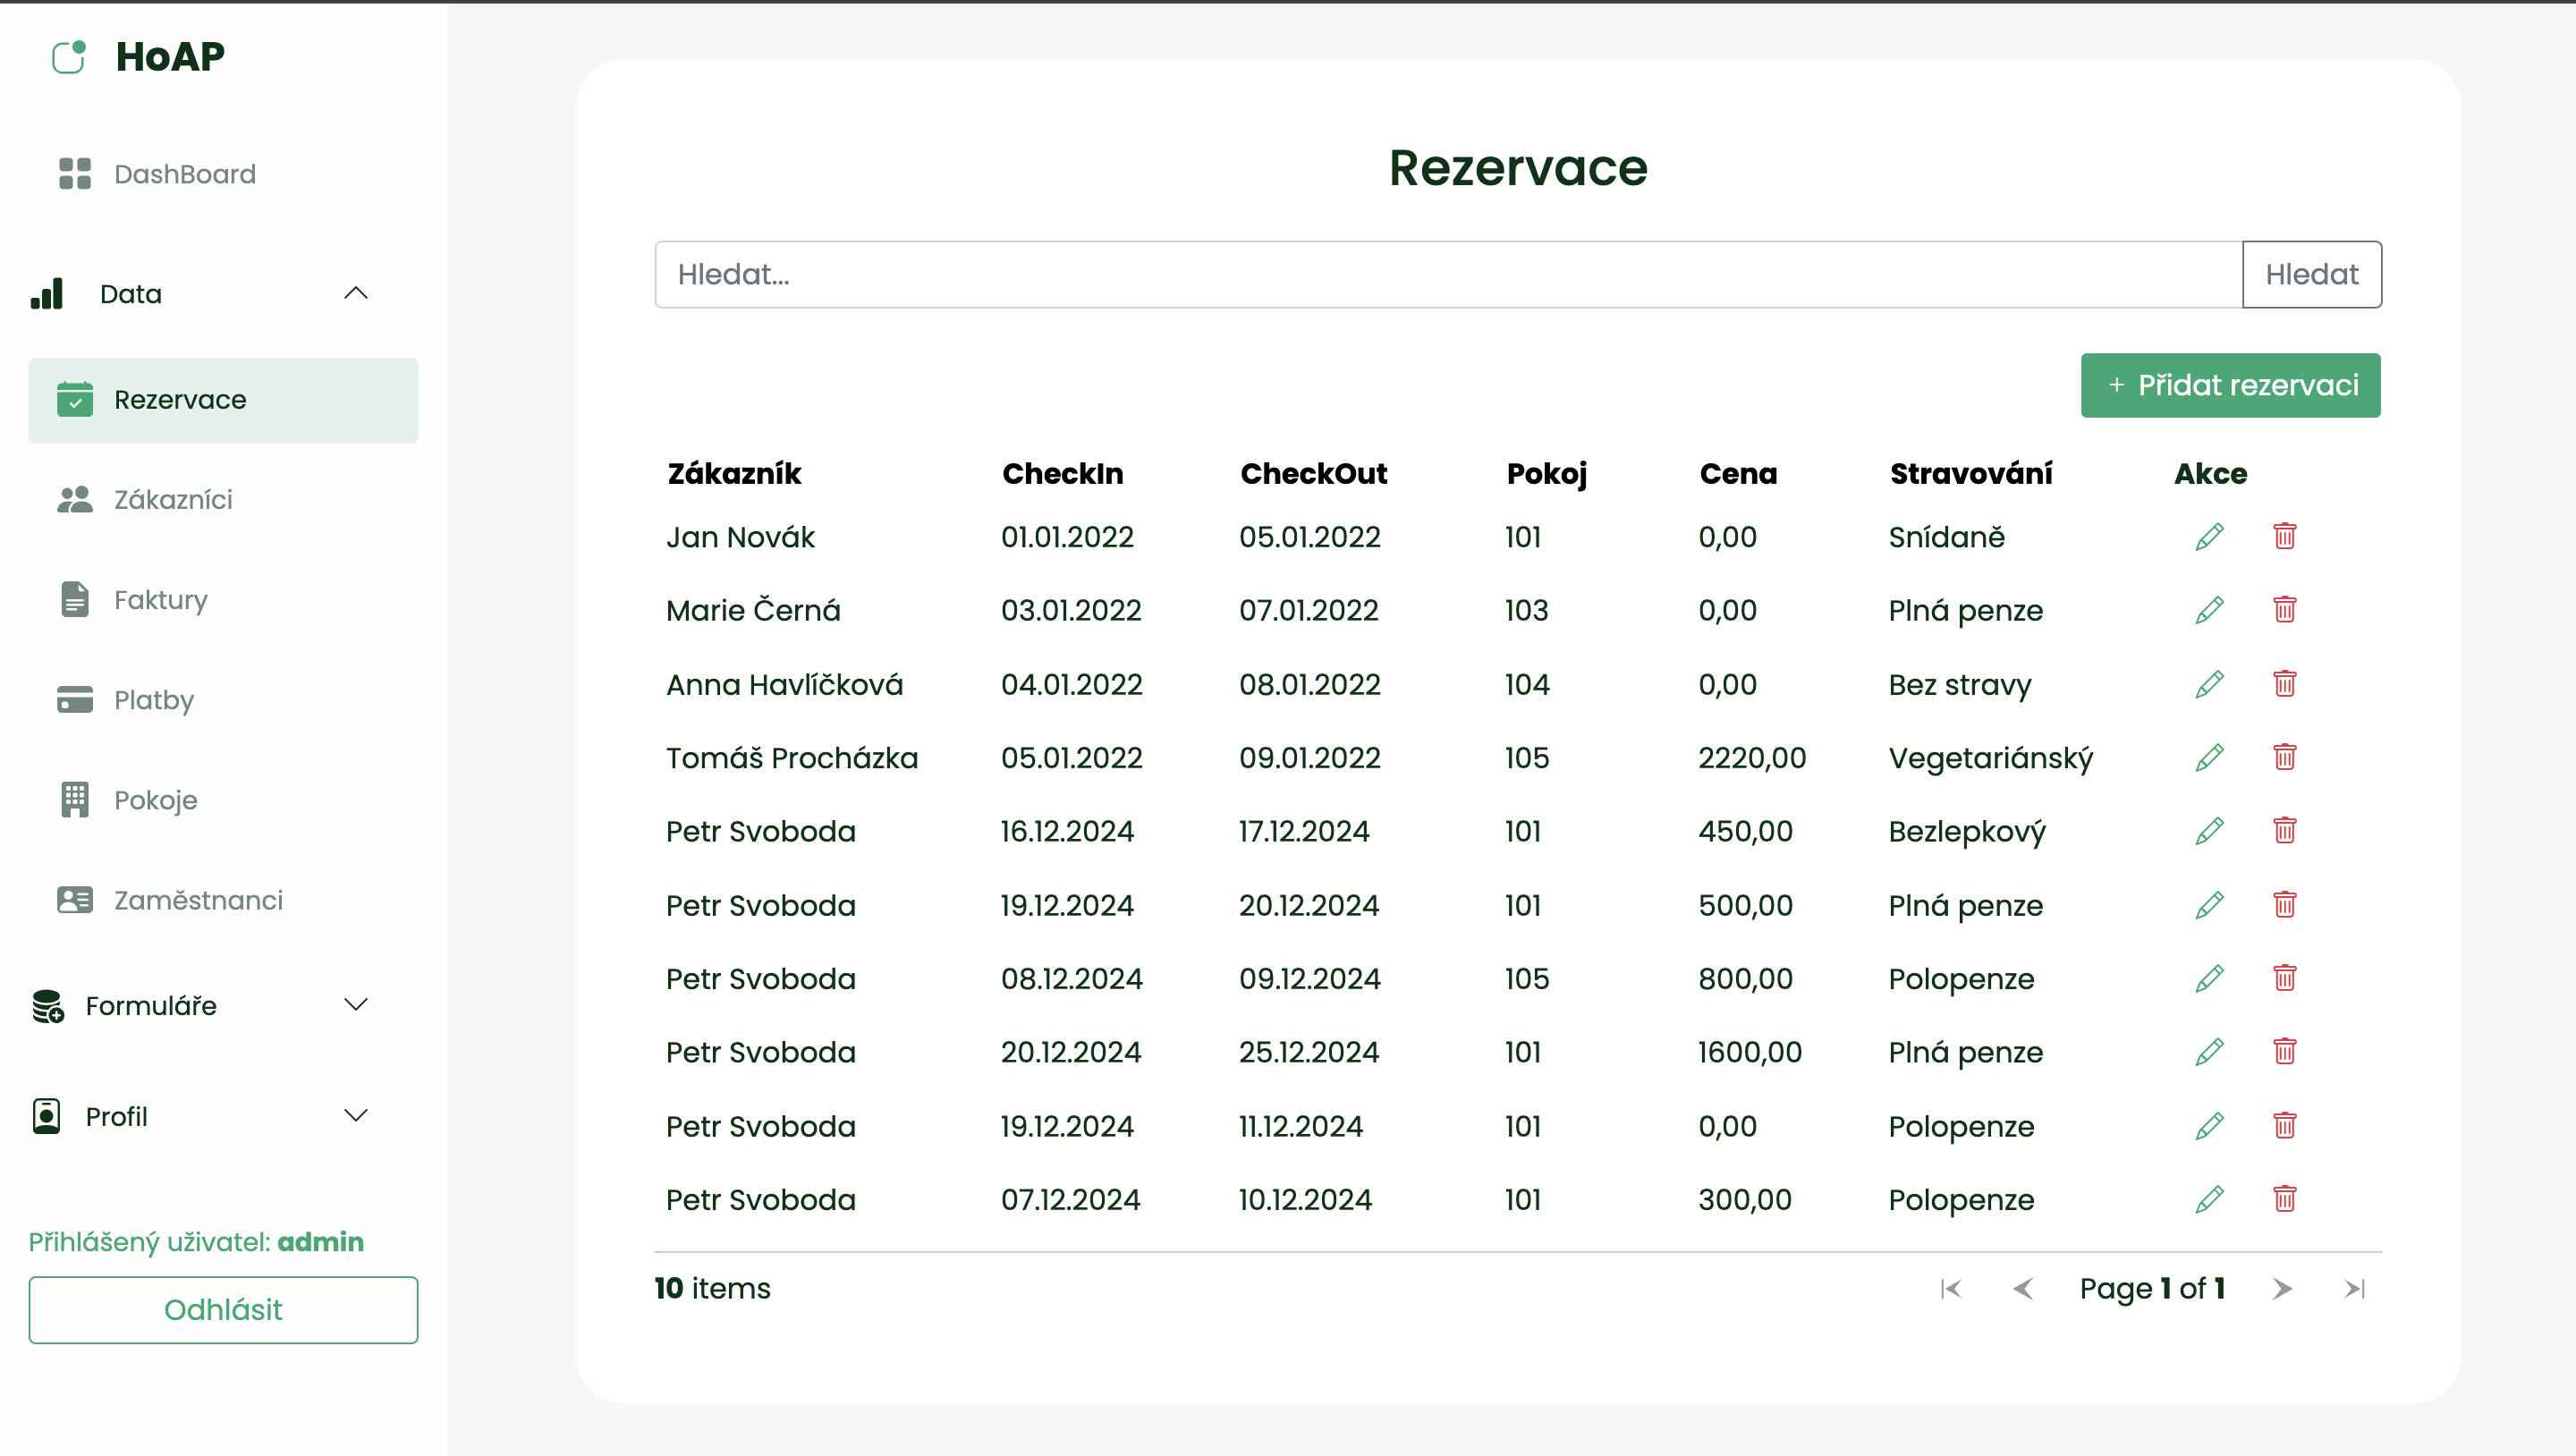 HoAP
DashBoard
Data
Rezervace
Zákazníci
Faktury
Platby
Pokoje
Zaměstnanci
Formuláře
Profil
Přihlášený uživatel: admin
Odhlásit
Rezervace
Hledat... Hledat
+ Přidat rezervaci
Zákazník CheckIn CheckOut Pokoj Cena Stravování Akce
Jan Novák 01.01.2022 05.01.2022 101 0,00 Snídaně
Marie Černá 03.01.2022 07.01.2022 103 0,00 Plná penze
Anna Havlíčková 04.01.2022 08.01.2022 104 0,00 Bez stravy
Tomáš Procházka 05.01.2022 09.01.2022 105 2220,00 Vegetariánský
Petr Svoboda 16.12.2024 17.12.2024 101 450,00 Bezlepkový
Petr Svoboda 19.12.2024 20.12.2024 101 500,00 Plná penze
Petr Svoboda 08.12.2024 09.12.2024 105 800,00 Polopenze
Petr Svoboda 20.12.2024 25.12.2024 101 1600,00 Plná penze
Petr Svoboda 19.12.2024 11.12.2024 101 0,00 Polopenze
Petr Svoboda 07.12.2024 10.12.2024 101 300,00 Polopenze
10 items Page 1 of 1